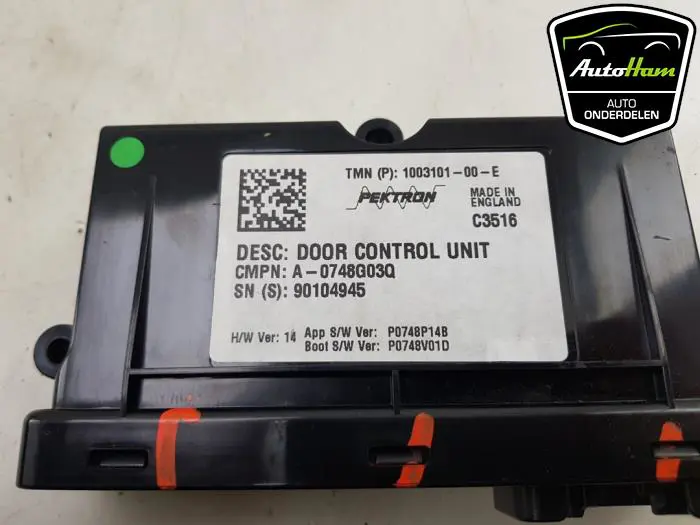 AutoHam
AUTO
ONDERDELEN
TMN (P): 1003101-00-E
PEKTRON
MADE IN
ENGLAND
C3516
DESC: DOOR CONTROL UNIT
CMPN: A-0748G03Q
SN (S): 90104945
H/W Ver: 14 App S/W Ver: P0748P14B
Boot S/W Ver: P0748V01D